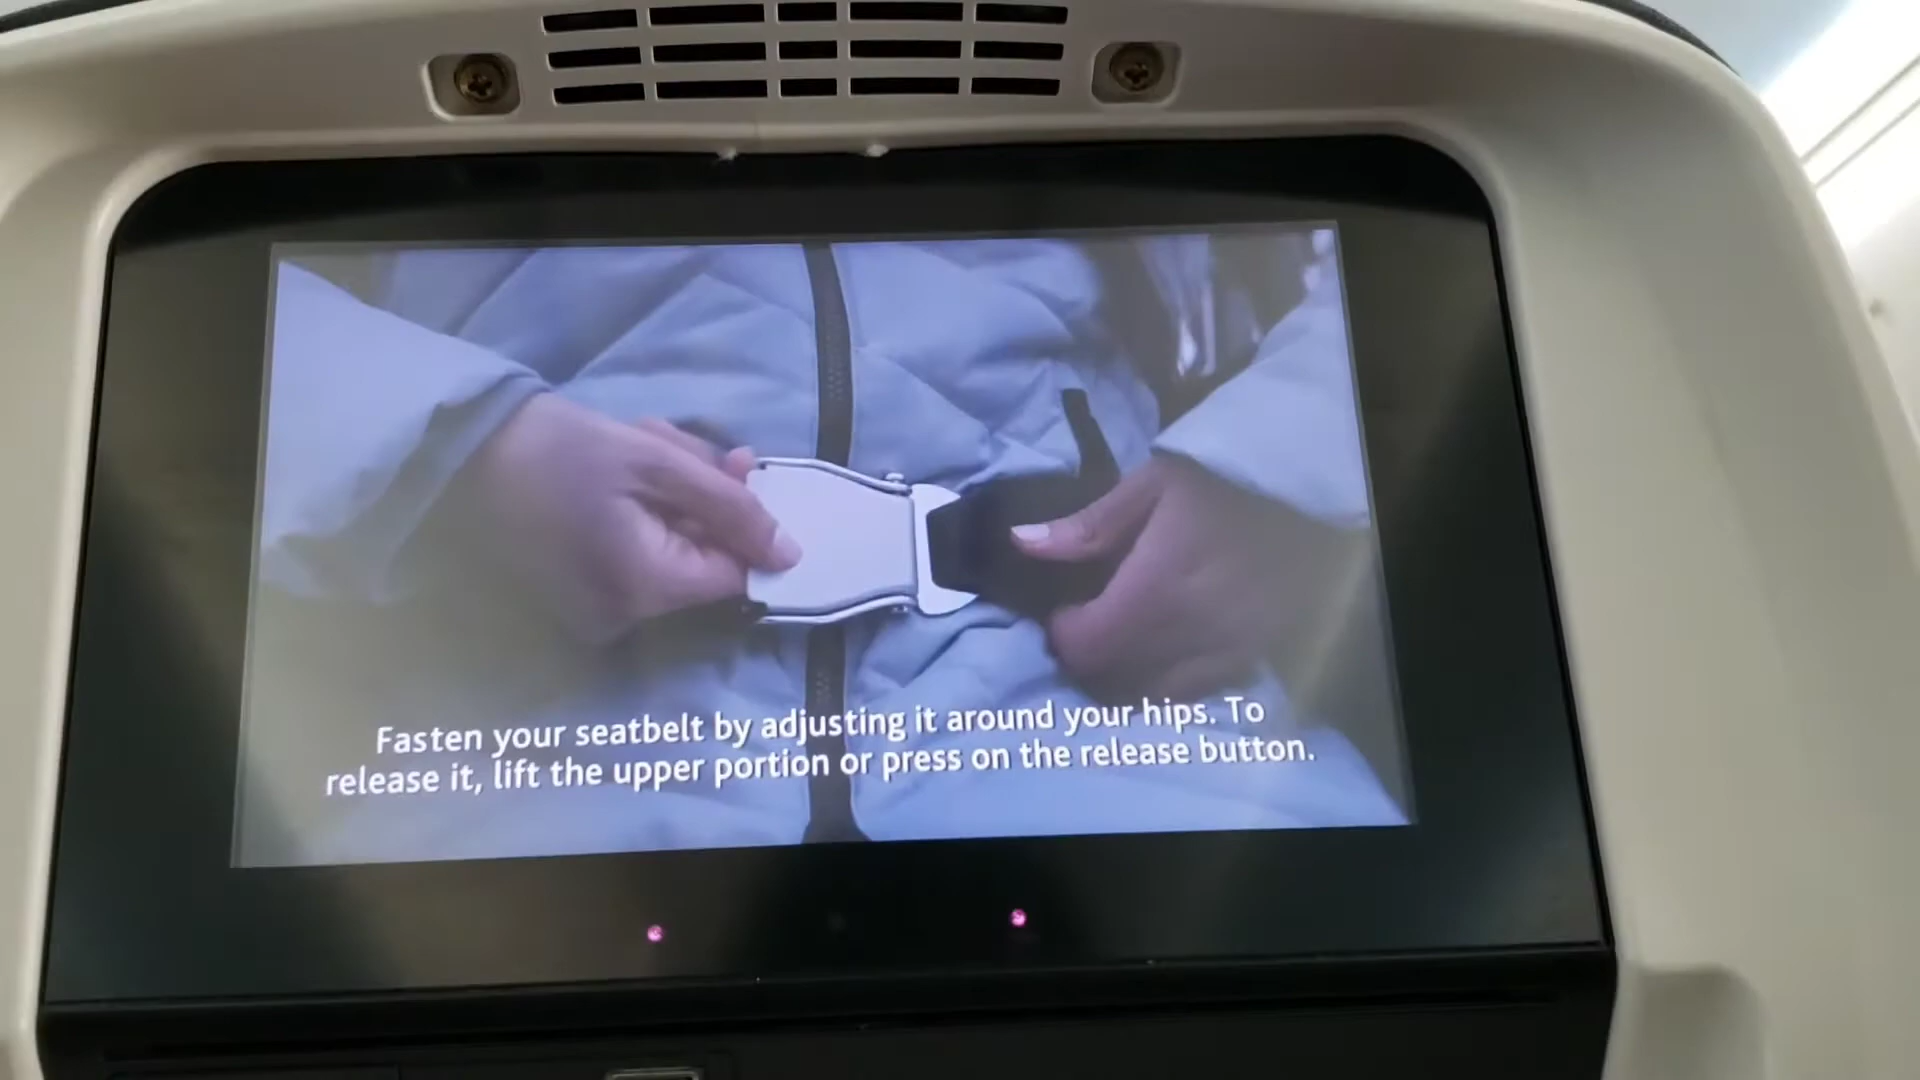 Fasten your seatbelt by adjusting it around your hips. To
release it, lift the upper portion or press on the release button.